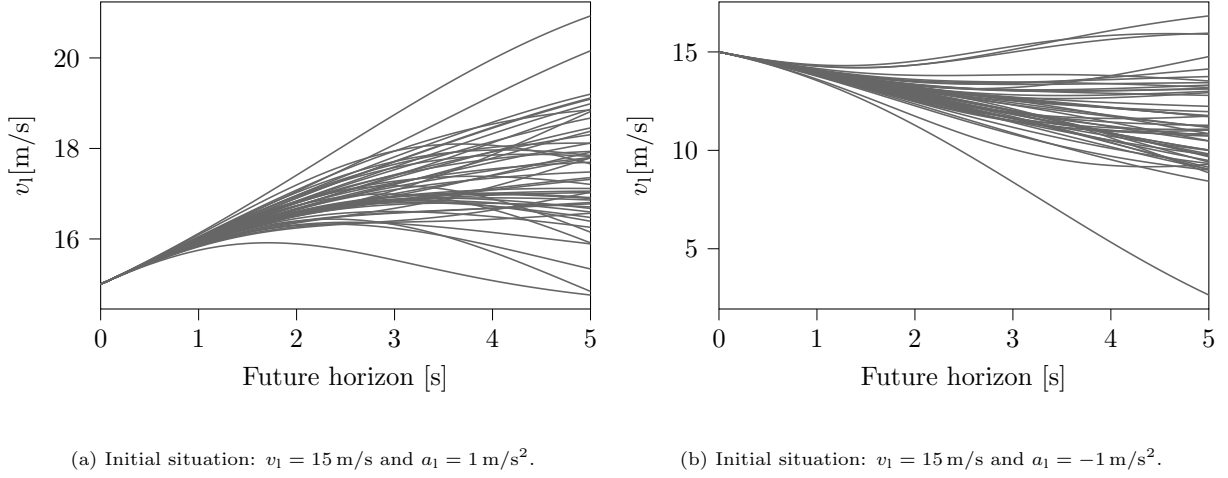 20
18
16
v_l[m/s]
0 1 2 3 4 5
Future horizon [s]
(a) Initial situation: v_l = 15 m/s and a_l = 1 m/s².
15
10
5
v_l[m/s]
0 1 2 3 4 5
Future horizon [s]
(b) Initial situation: v_l = 15 m/s and a_l = −1 m/s².